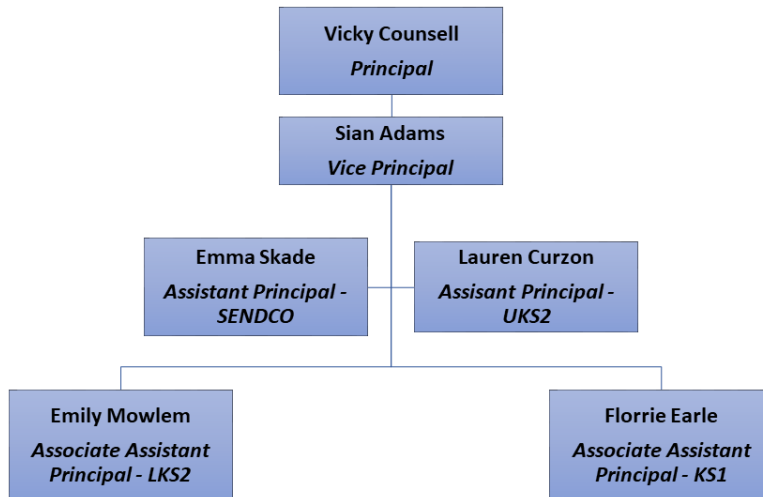 Vicky Counsell
Principal
Sian Adams
Vice Principal
Emma Skade
Assistant Principal -
SENDCO
Lauren Curzon
Assisant Principal -
UKS2
Emily Mowlem
Associate Assistant
Principal - LKS2
Florrie Earle
Associate Assistant
Principal - KS1